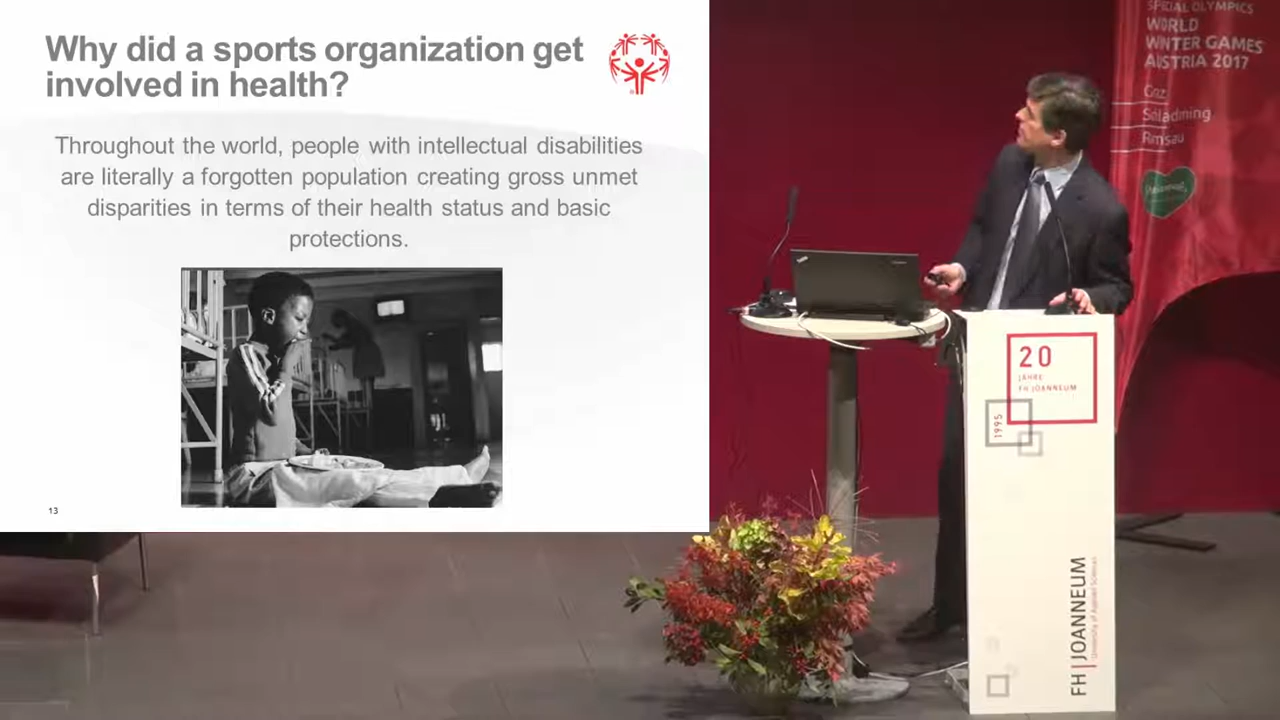 Why did a sports organization get
involved in health?
Throughout the world, people with intellectual disabilities
are literally a forgotten population creating gross unmet
disparities in terms of their health status and basic
protections.
13
SPECIAL OLYMPICS
WORLD
WINTER GAMES
AUSTRIA 2017
Graz
Schladming
Ramsau
20
JAHRE
FH JOANNEUM
1995
FH | JOANNEUM
University of Applied Sciences